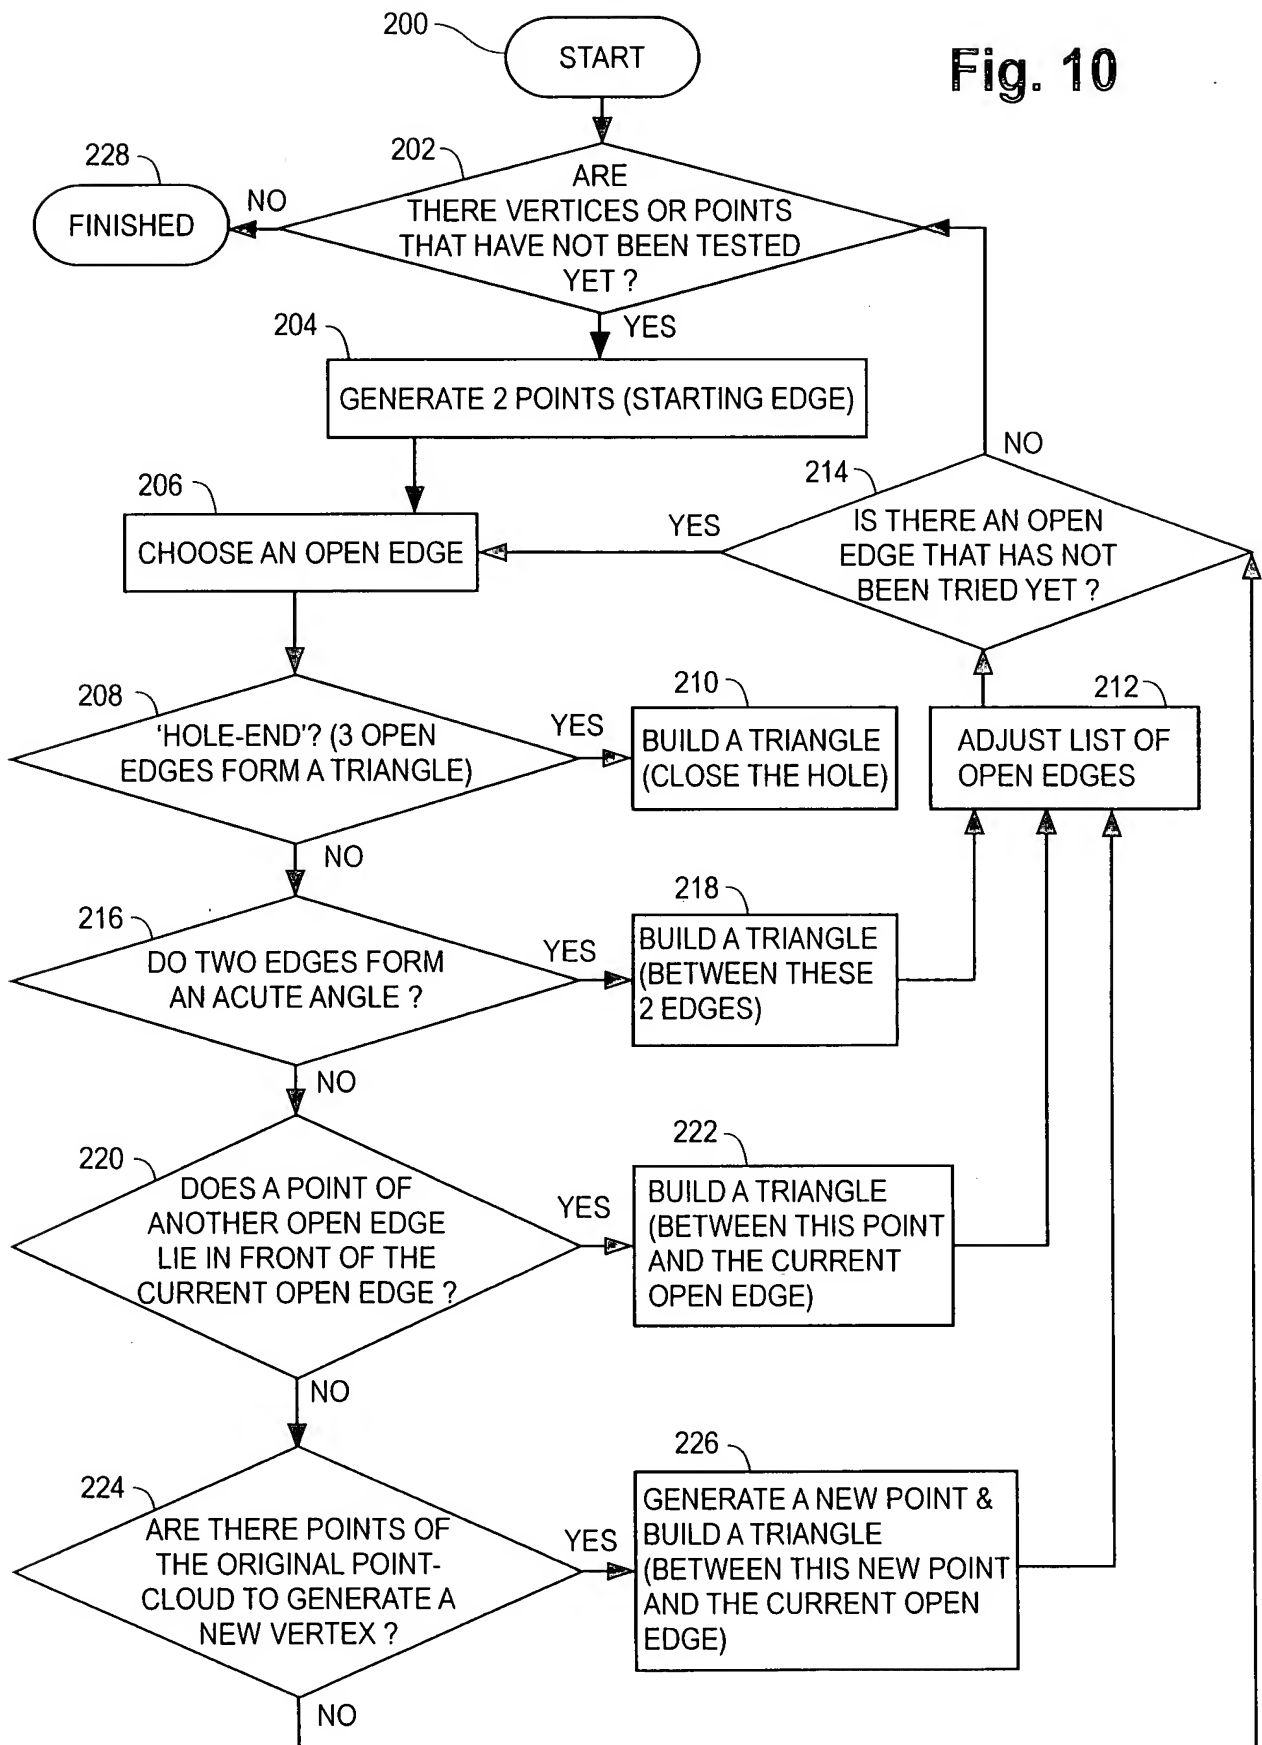 200
START
Fig. 10
228
FINISHED
NO
202
ARE
THERE VERTICES OR POINTS
THAT HAVE NOT BEEN TESTED
YET ?
YES
204
GENERATE 2 POINTS (STARTING EDGE)
206
CHOOSE AN OPEN EDGE
YES
214
NO
IS THERE AN OPEN
EDGE THAT HAS NOT
BEEN TRIED YET ?
208
'HOLE-END'? (3 OPEN
EDGES FORM A TRIANGLE)
YES
NO
210
BUILD A TRIANGLE
(CLOSE THE HOLE)
212
ADJUST LIST OF
OPEN EDGES
216
DO TWO EDGES FORM
AN ACUTE ANGLE ?
YES
NO
218
BUILD A TRIANGLE
(BETWEEN THESE
2 EDGES)
220
DOES A POINT OF
ANOTHER OPEN EDGE
LIE IN FRONT OF THE
CURRENT OPEN EDGE ?
YES
NO
222
BUILD A TRIANGLE
(BETWEEN THIS POINT
AND THE CURRENT
OPEN EDGE)
224
ARE THERE POINTS OF
THE ORIGINAL POINT-
CLOUD TO GENERATE A
NEW VERTEX ?
YES
NO
226
GENERATE A NEW POINT &
BUILD A TRIANGLE
(BETWEEN THIS NEW POINT
AND THE CURRENT OPEN
EDGE)